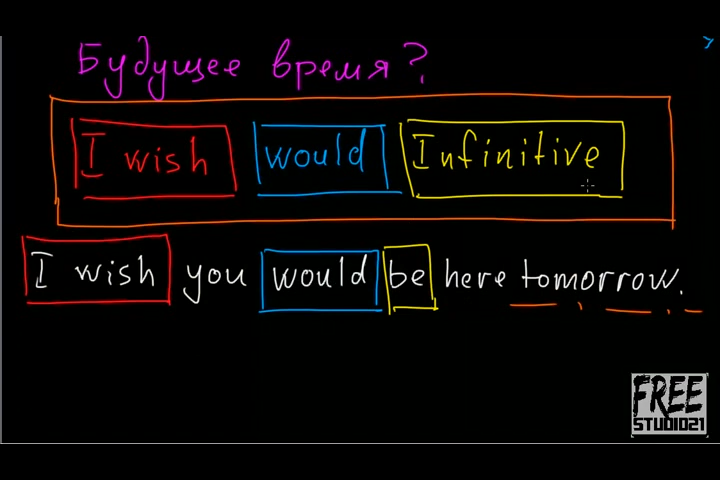 Будущее время?
I wish would Infinitive
I wish you would be here tomorrow.
FREE
STUDIO21